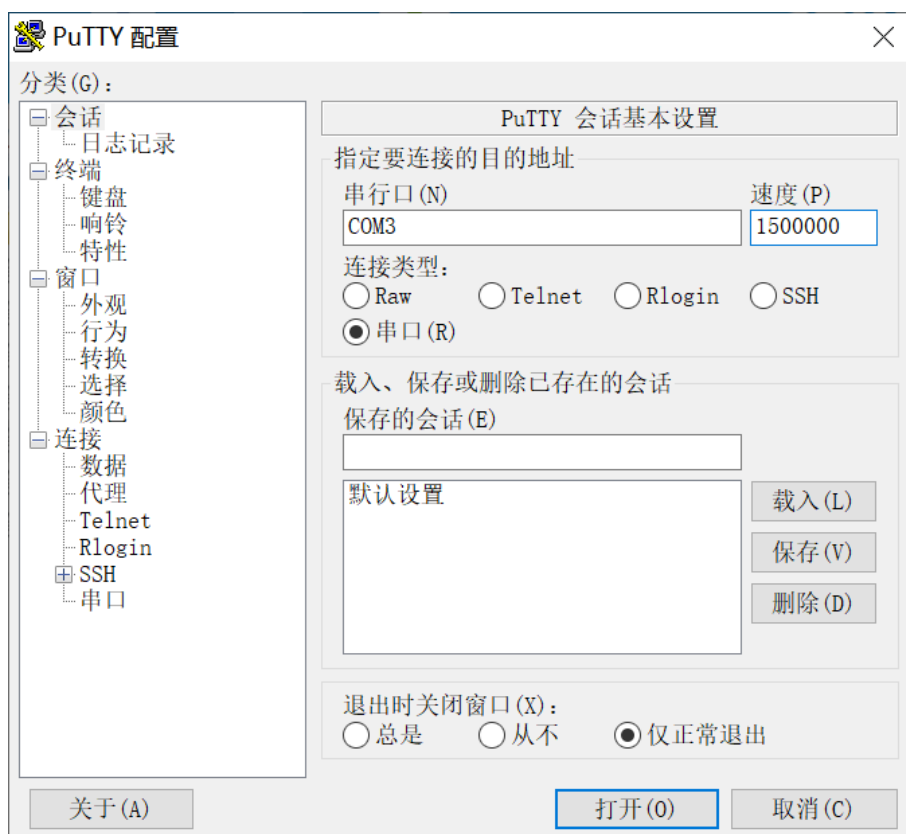 PuTTY 配置
分类(G):
会话
日志记录
终端
键盘
响铃
特性
窗口
外观
行为
转换
选择
颜色
连接
数据
代理
Telnet
Rlogin
SSH
串口
PuTTY 会话基本设置
指定要连接的目的地址
串行口(N) 速度(P)
COM3 1500000
连接类型:
Raw Telnet Rlogin SSH
串口(R)
载入、保存或删除已存在的会话
保存的会话(E)
默认设置
载入(L)
保存(V)
删除(D)
退出时关闭窗口(X):
总是 从不 仅正常退出
关于(A) 打开(O) 取消(C)